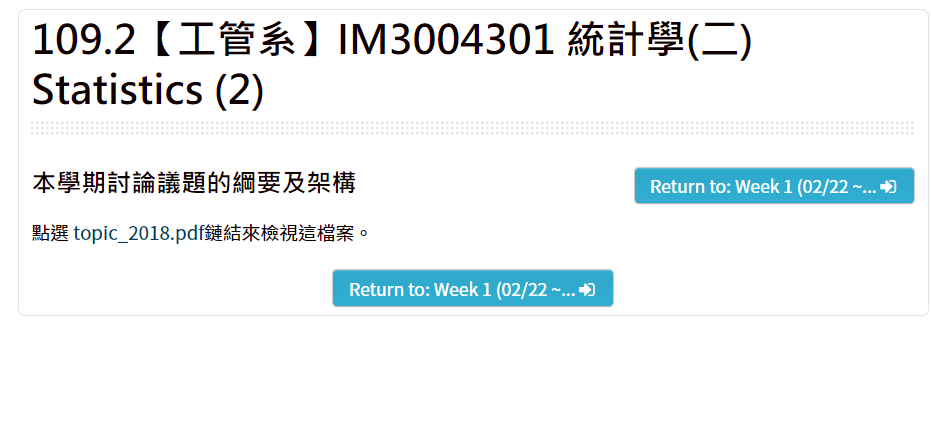 109.2【工管系】IM3004301 統計學(二)
Statistics (2)
本學期討論議題的綱要及架構
Return to: Week 1 (02/22 ~...
點選 topic_2018.pdf鏈結來檢視這檔案。
Return to: Week 1 (02/22 ~...